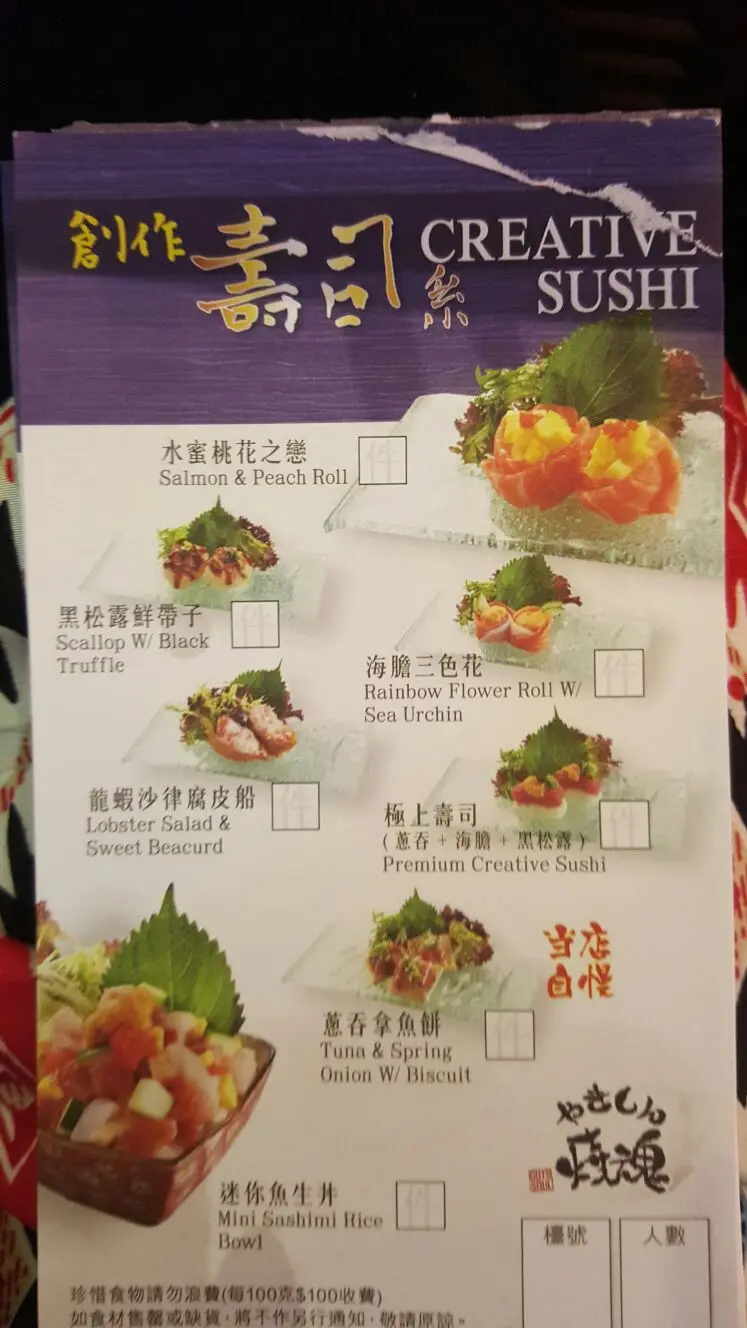 創作 壽司系 CREATIVE
SUSHI
水蜜桃花之戀 件
Salmon & Peach Roll
黑松露鮮帶子 件
Scallop W/ Black
Truffle
海膽三色花 件
Rainbow Flower Roll W/
Sea Urchin
龍蝦沙律腐皮船 件
Lobster Salad &
Sweet Beacurd
極上壽司 件
(蔥吞+海膽+黑松露)
Premium Creative Sushi
当店
自慢
蔥吞拿魚餅 件
Tuna & Spring
Onion W/ Biscuit
やきしん
焼魂
迷你魚生丼 件
Mini Sashimi Rice
Bowl
檯號 人數
珍惜食物請勿浪費(每100克$100收費)
如食材售罄或缺貨,將不作另行通知,敬請原諒。